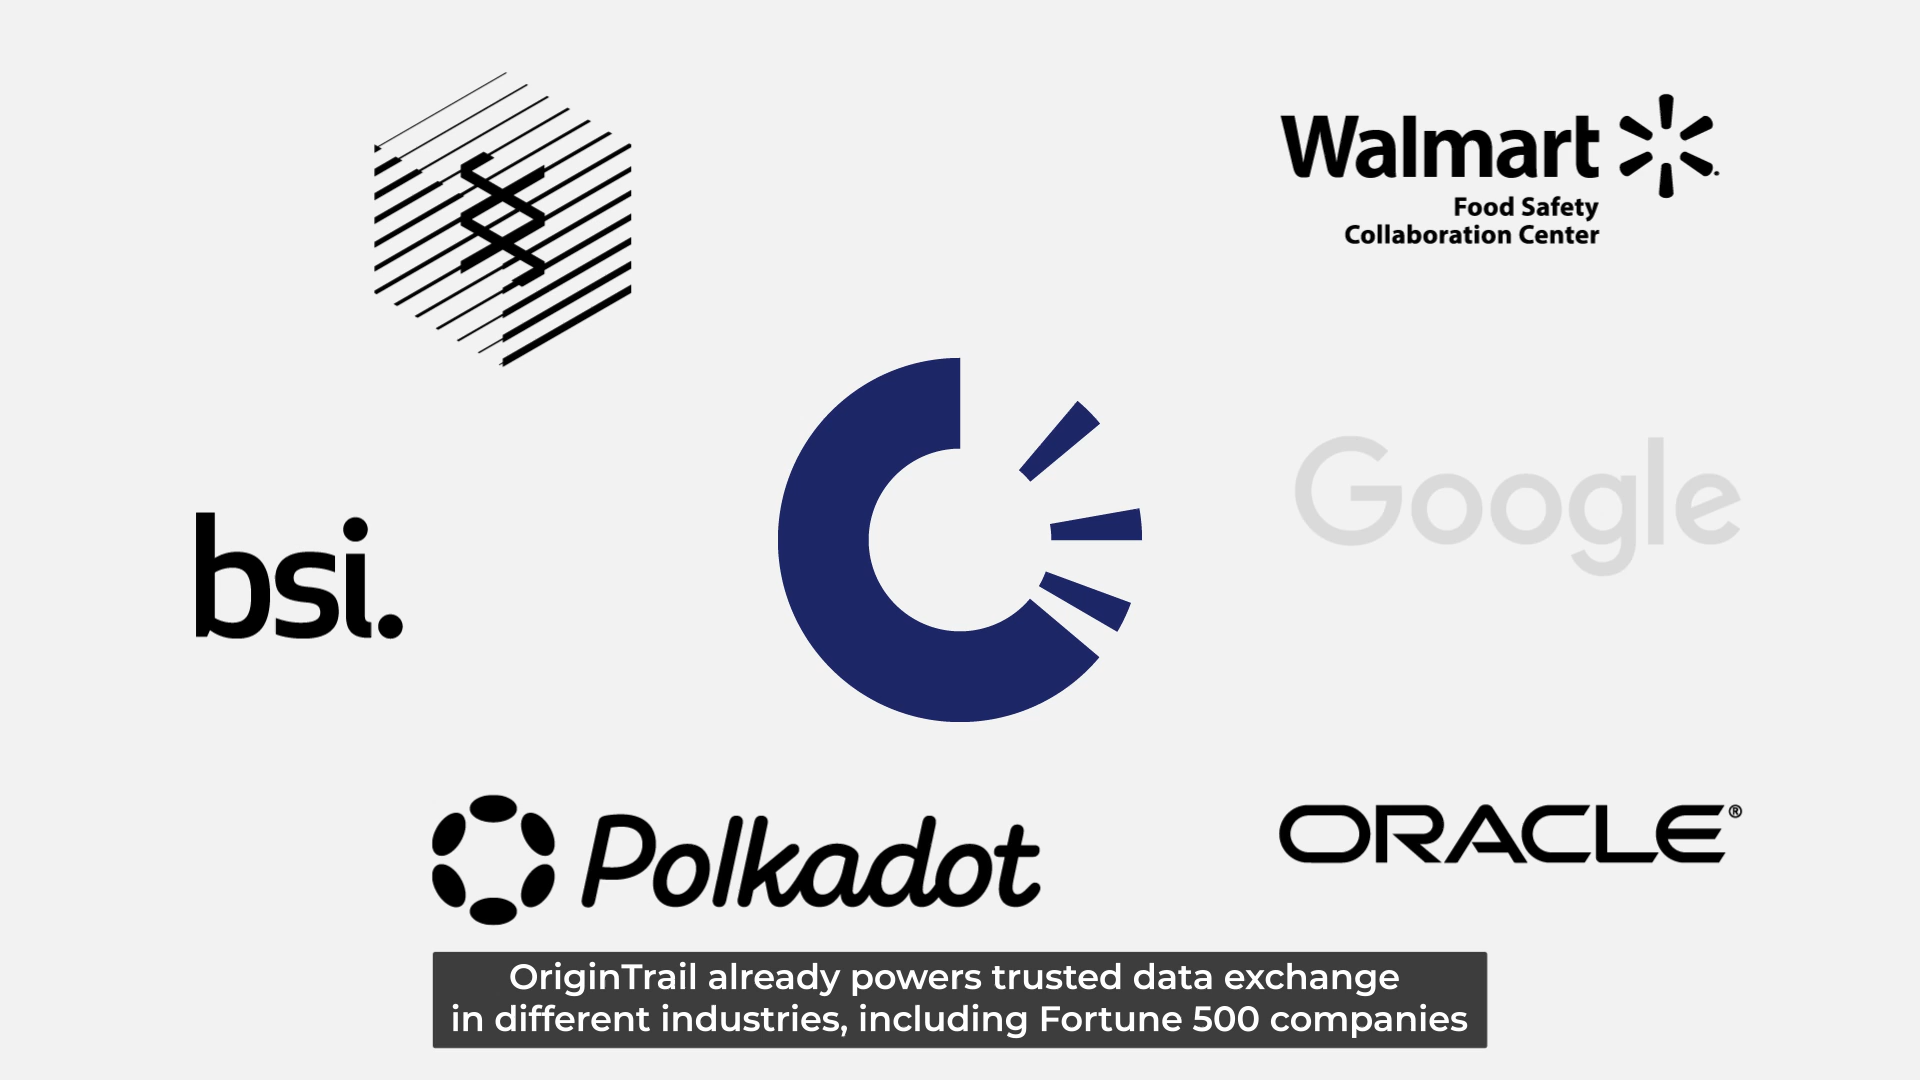 Walmart
Food Safety
Collaboration Center
Google
bsi.
Polkadot
ORACLE®
OriginTrail already powers trusted data exchange
in different industries, including Fortune 500 companies